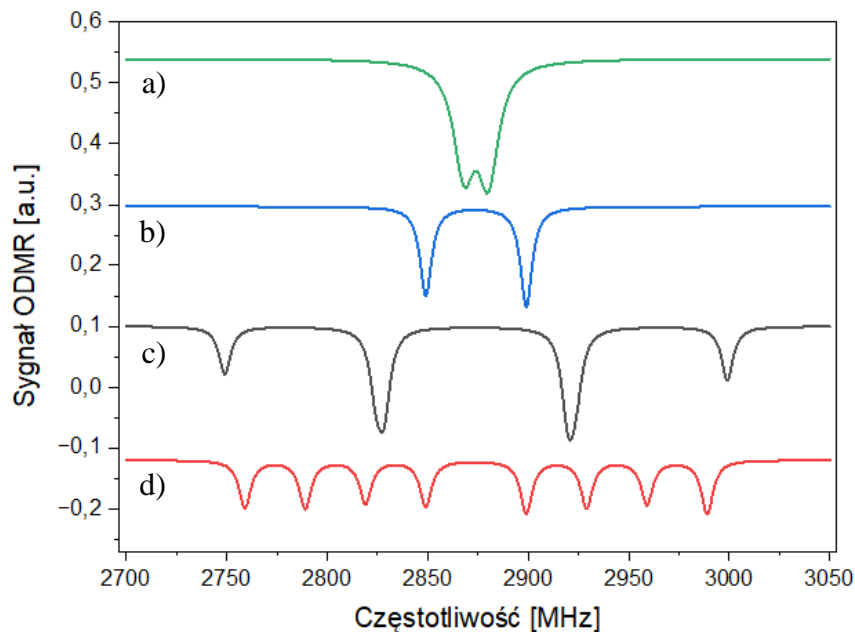 0,6
0,5
0,4
0,3
0,2
0,1
0,0
−0,1
−0,2
Sygnał ODMR [a.u.]
a)
b)
c)
d)
2700 2750 2800 2850 2900 2950 3000 3050
Częstotliwość [MHz]